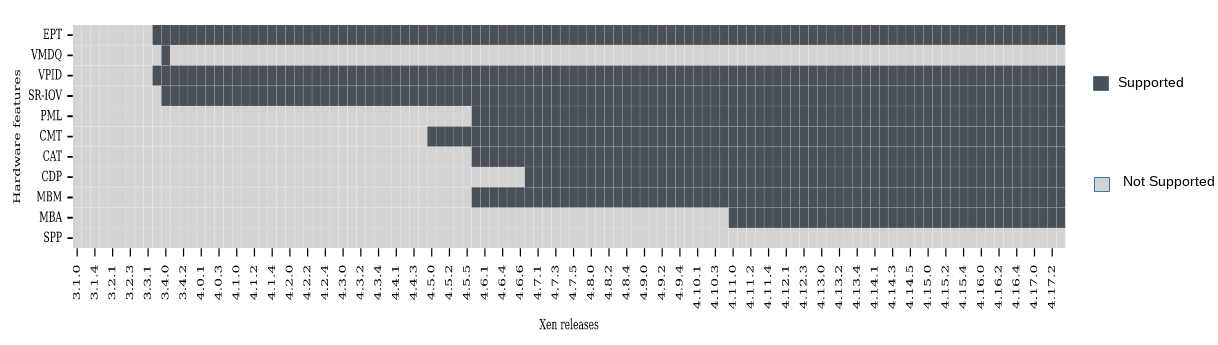 EPT
VMDQ
VPID
SR-IOV
PML
CMT
CAT
CDP
MBM
MBA
SPP
Hardware features
3.1.0 3.1.4 3.2.1 3.2.3 3.3.1 3.4.0 3.4.2 4.0.1 4.0.3 4.1.0 4.1.2 4.1.4 4.2.0 4.2.2 4.2.4 4.3.0 4.3.2 4.3.4 4.4.1 4.4.3 4.5.0 4.5.2 4.5.5 4.6.1 4.6.4 4.6.6 4.7.1 4.7.3 4.7.5 4.8.0 4.8.2 4.8.4 4.9.0 4.9.2 4.9.4 4.10.1 4.10.3 4.11.0 4.11.2 4.11.4 4.12.1 4.12.3 4.13.0 4.13.2 4.13.4 4.14.1 4.14.3 4.15.0 4.15.2 4.15.4 4.16.0 4.16.2 4.16.4 4.17.0 4.17.2
Xen releases
Supported
Not Supported